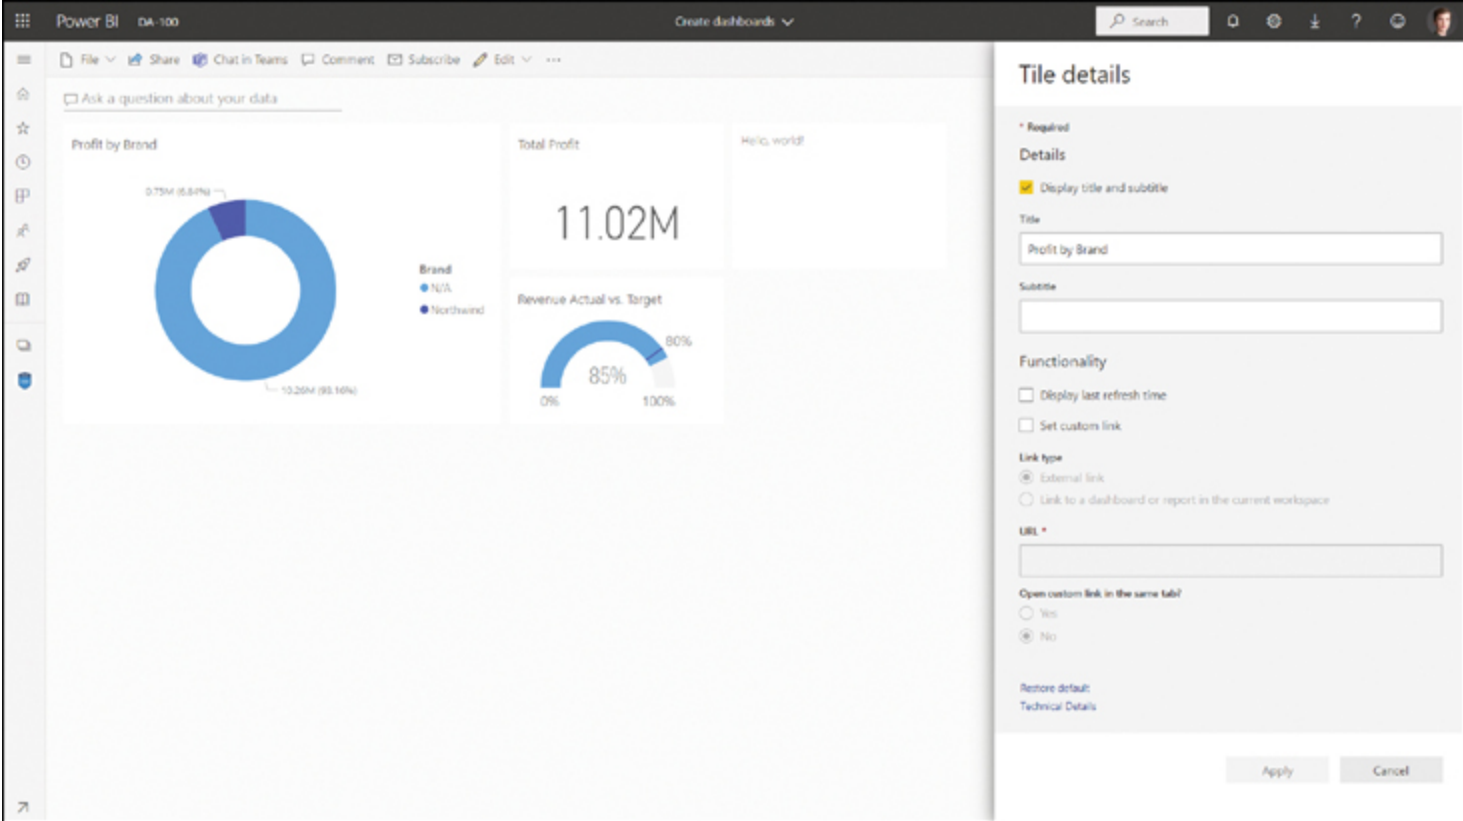 Power BI DA-100 Create dashboards Search
File Share Chat in Teams Comment Subscribe Edit ...
Ask a question about your data
Profit by Brand
0.75M (6.84%)
Brand
N/A
Northwind
10.26M (93.16%)
Total Profit
11.02M
Hello, world!
Revenue Actual vs. Target
80%
85%
0% 100%
Tile details
* Required
Details
Display title and subtitle
Title
Profit by Brand
Subtitle
Functionality
Display last refresh time
Set custom link
Link type
External link
Link to a dashboard or report in the current workspace
URL *
Open custom link in the same tab?
Yes
No
Restore default
Technical Details
Apply Cancel